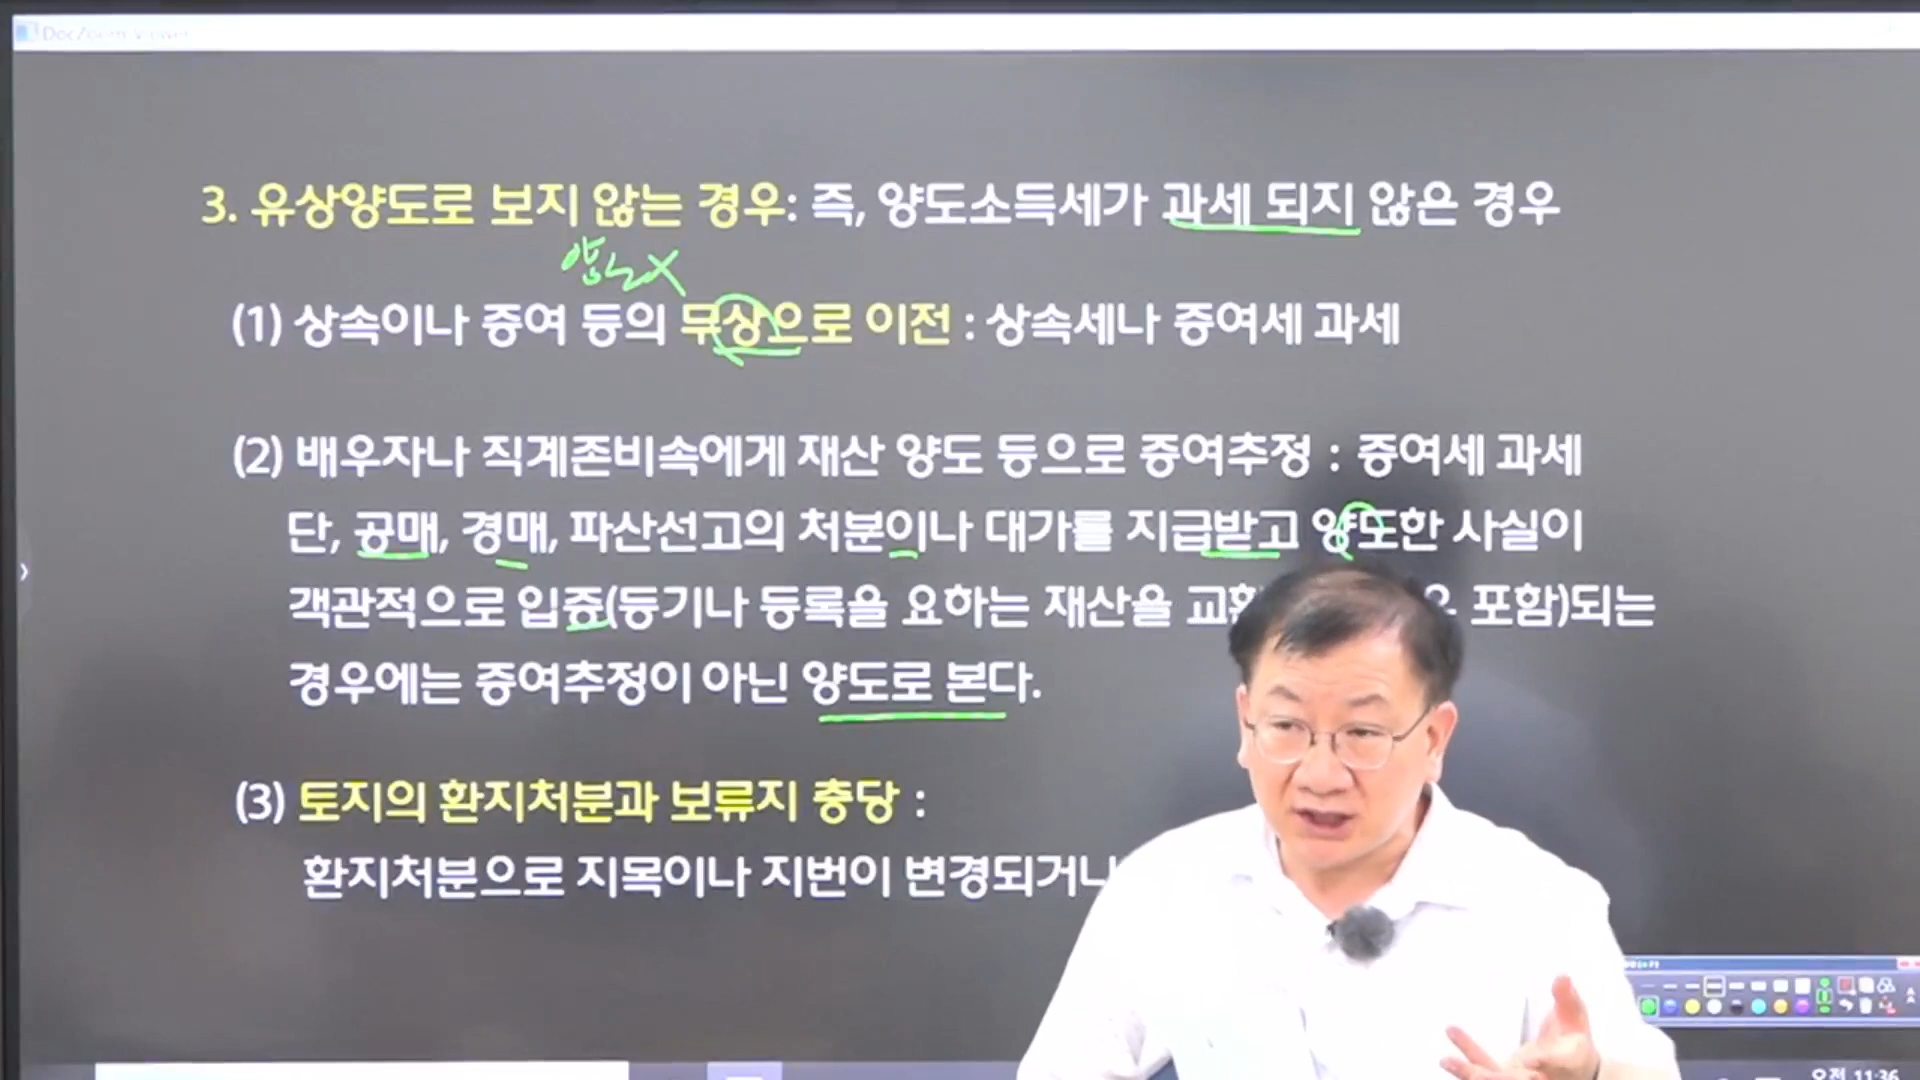 DocZoom Viewer
3. 유상양도로 보지 않는 경우: 즉, 양도소득세가 과세 되지 않은 경우
양도X
(1) 상속이나 증여 등의 무상으로 이전 : 상속세나 증여세 과세
(2) 배우자나 직계존비속에게 재산 양도 등으로 증여추정 : 증여세 과세
단, 공매, 경매, 파산선고의 처분이나 대가를 지급받고 양도한 사실이
객관적으로 입증(등기나 등록을 요하는 재산을 교환 포함)되는
경우에는 증여추정이 아닌 양도로 본다.
(3) 토지의 환지처분과 보류지 충당 :
환지처분으로 지목이나 지번이 변경되거나
오전 11:36